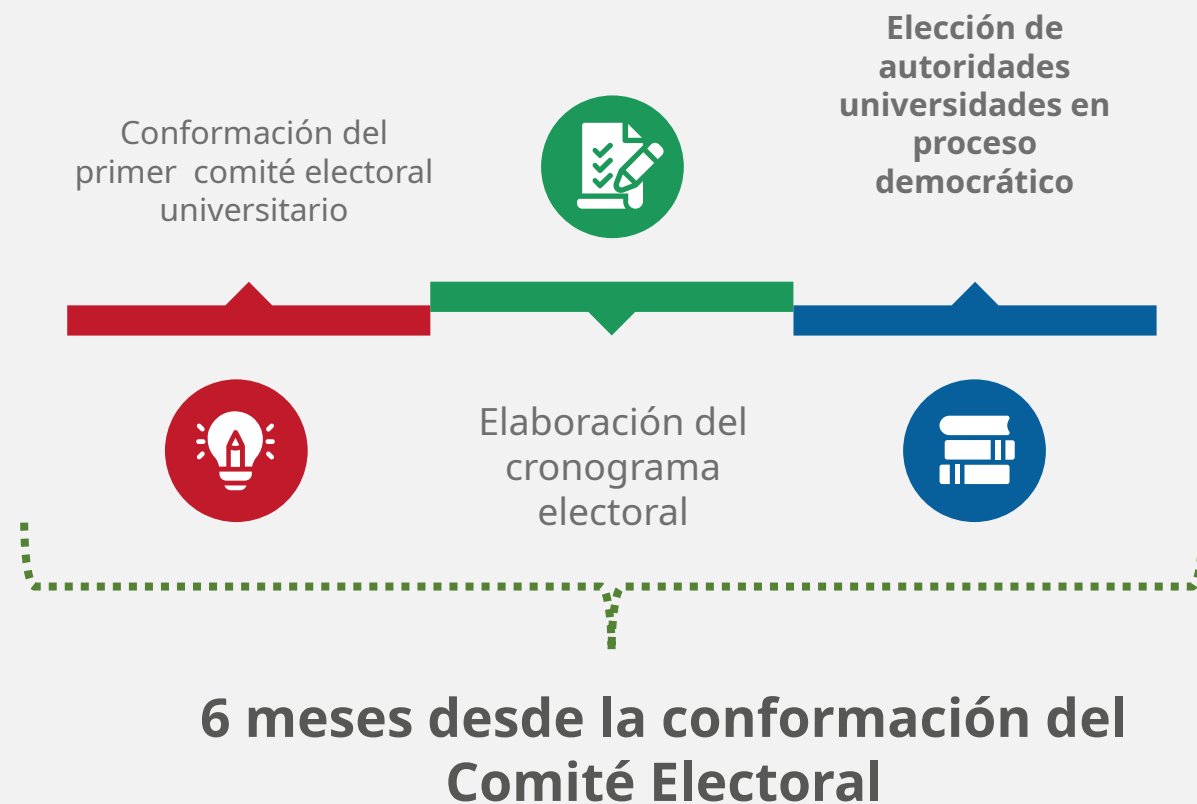 Conformación del
primer comité electoral
universitario
Elaboración del
cronograma
electoral
Elección de
autoridades
universidades en
proceso
democrático
6 meses desde la conformación del
Comité Electoral